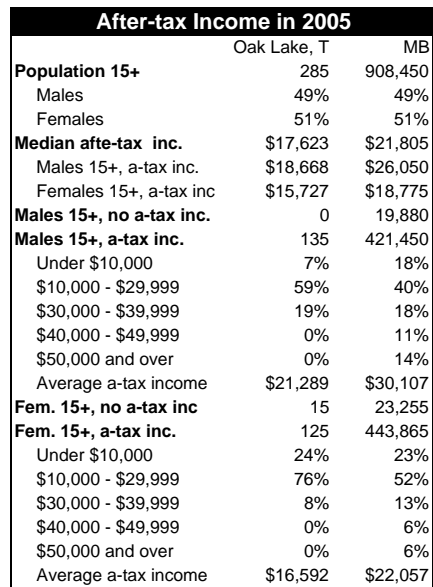 After-tax Income in 2005
Oak Lake, T MB
Population 15+ 285 908,450
Males 49% 49%
Females 51% 51%
Median afte-tax inc. $17,623 $21,805
Males 15+, a-tax inc. $18,668 $26,050
Females 15+, a-tax inc $15,727 $18,775
Males 15+, no a-tax inc. 0 19,880
Males 15+, a-tax inc. 135 421,450
Under $10,000 7% 18%
$10,000 - $29,999 59% 40%
$30,000 - $39,999 19% 18%
$40,000 - $49,999 0% 11%
$50,000 and over 0% 14%
Average a-tax income $21,289 $30,107
Fem. 15+, no a-tax inc 15 23,255
Fem. 15+, a-tax inc. 125 443,865
Under $10,000 24% 23%
$10,000 - $29,999 76% 52%
$30,000 - $39,999 8% 13%
$40,000 - $49,999 0% 6%
$50,000 and over 0% 6%
Average a-tax income $16,592 $22,057